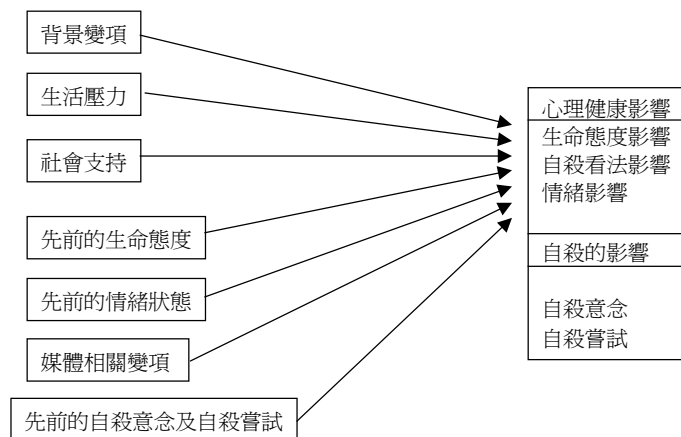 背景變項
生活壓力
社會支持
先前的生命態度
先前的情緒狀態
媒體相關變項
先前的自殺意念及自殺嘗試
心理健康影響
生命態度影響
自殺看法影響
情緒影響
自殺的影響
自殺意念
自殺嘗試